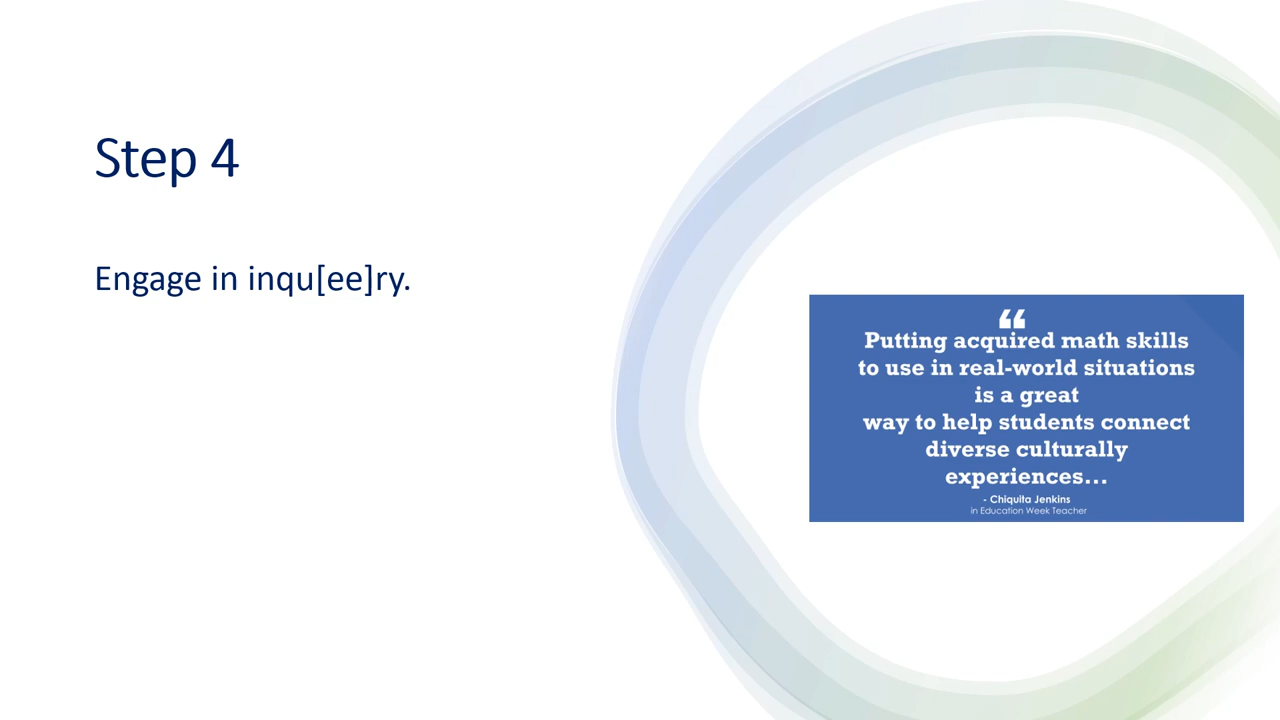 Step 4
Engage in inqu[ee]ry.
“
Putting acquired math skills
to use in real-world situations
is a great
way to help students connect
diverse culturally
experiences...
- Chiquita Jenkins
in Education Week Teacher